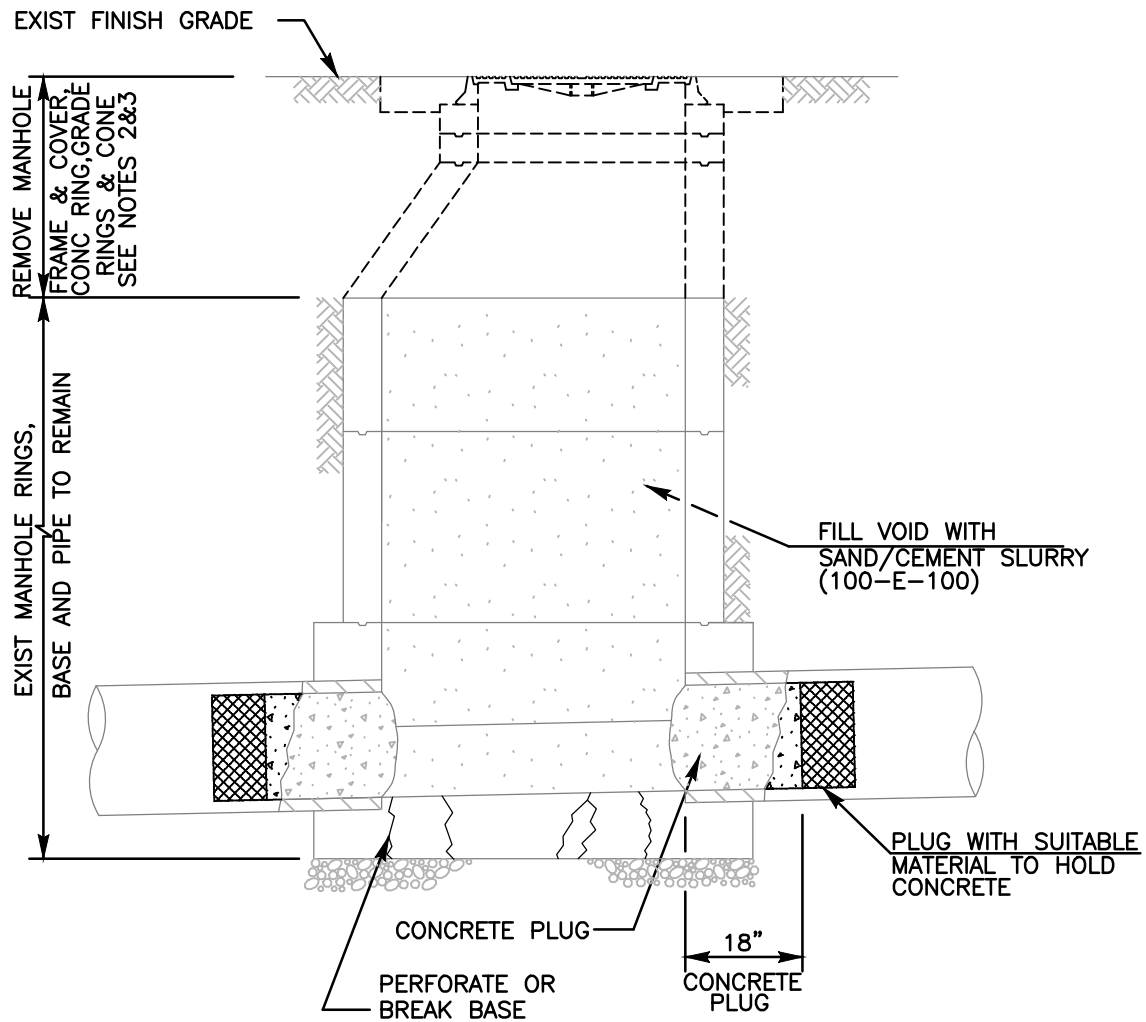 EXIST FINISH GRADE
REMOVE MANHOLE
FRAME & COVER,
CONC RING,GRADE
RINGS & CONE
SEE NOTES 2&3
EXIST MANHOLE RINGS,
BASE AND PIPE TO REMAIN
FILL VOID WITH
SAND/CEMENT SLURRY
(100-E-100)
PLUG WITH SUITABLE
MATERIAL TO HOLD
CONCRETE
CONCRETE PLUG
18"
CONCRETE
PLUG
PERFORATE OR
BREAK BASE